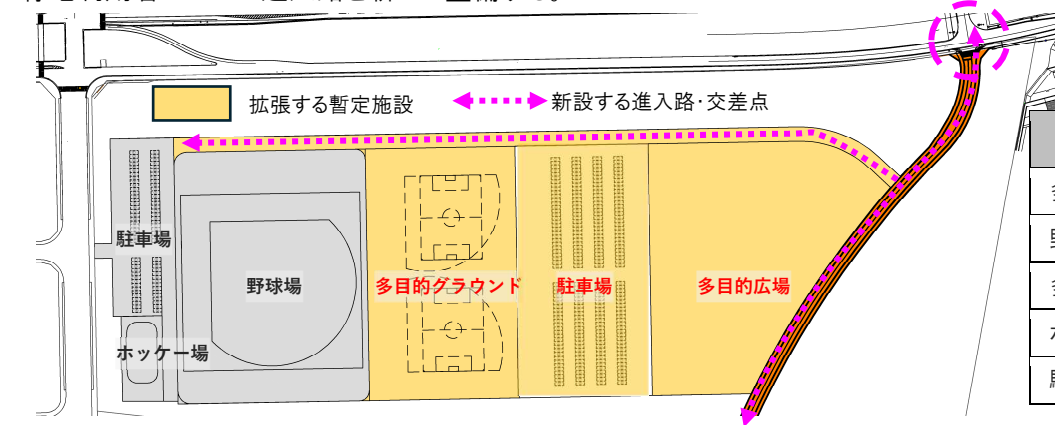 拡張する暫定施設
新設する進入路・交差点
駐車場
野球場
多目的グラウンド
駐車場
多目的広場
ホッケー場